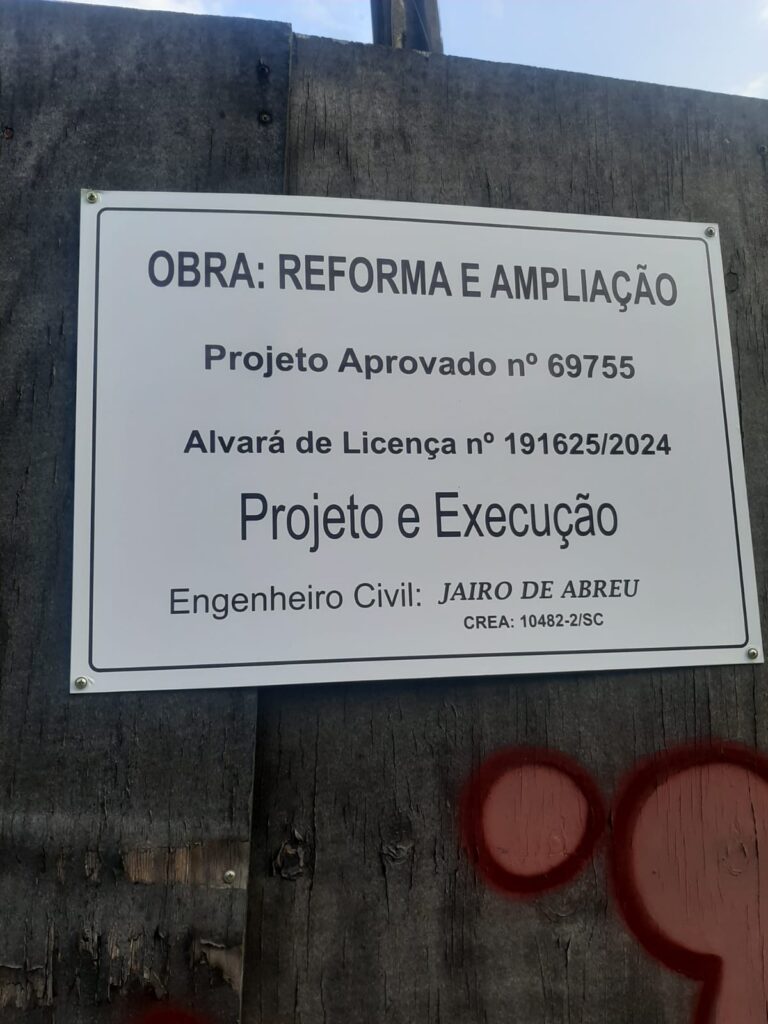 OBRA: REFORMA E AMPLIAÇÃO
Projeto Aprovado nº 69755
Alvará de Licença nº 191625/2024
Projeto e Execução
Engenheiro Civil: JAIRO DE ABREU
CREA: 10482-2/SC